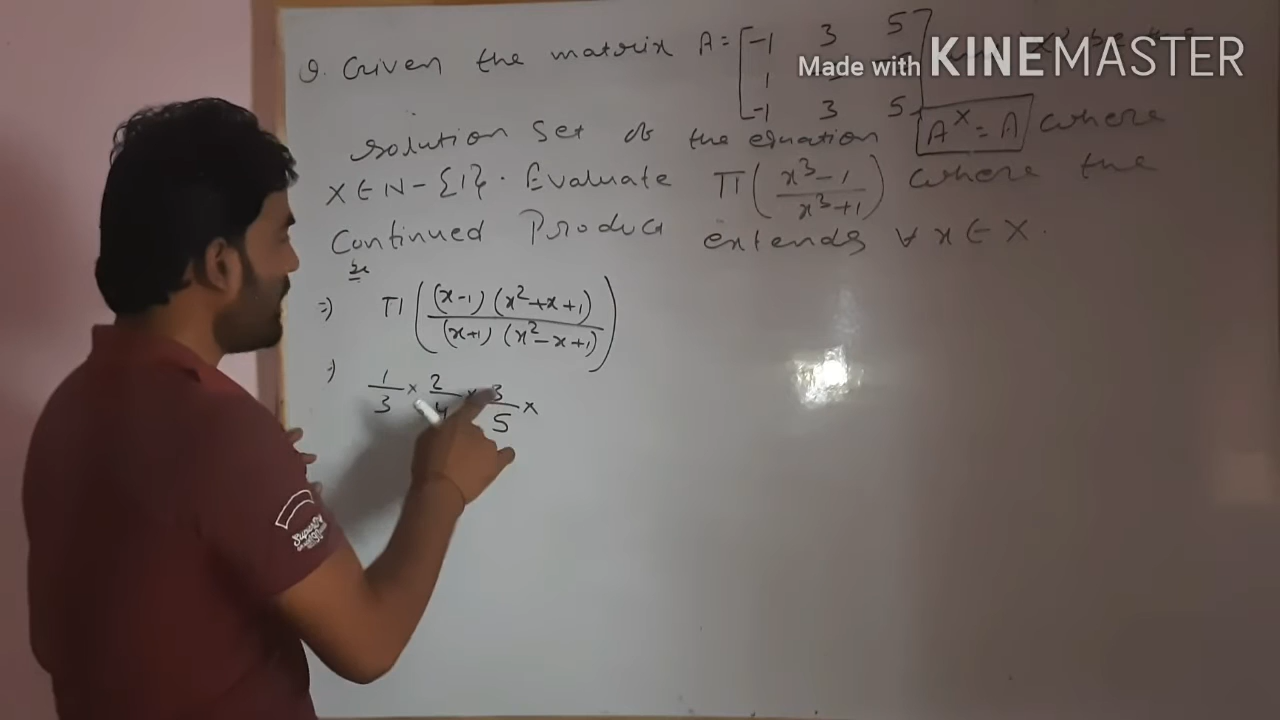 Q. Given the matrix A = [-1 3 5
1
-1 3 5]
Made with KINEMASTER
solution set of the equation A^x = A where
x ∈ N - {1}. Evaluate π(x³-1/x³+1) where the
Continued Product extends ∀ x ∈ X.
⇒) π((x-1)(x²+x+1)/(x+1)(x²-x+1))
⇒) 1/3 × 2/4 × 3/5 ×